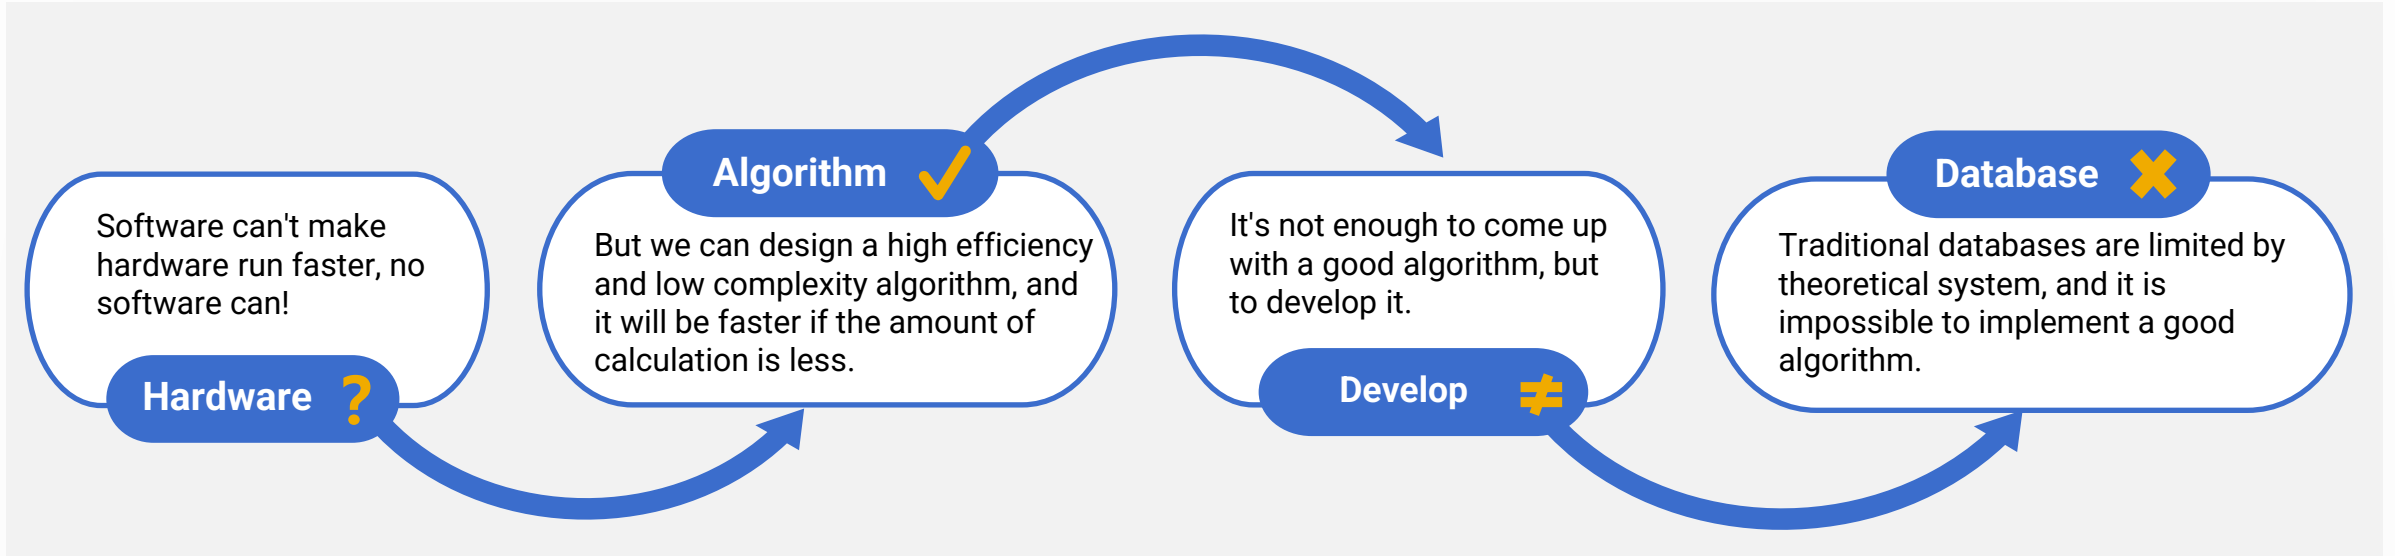 Software can't make
hardware run faster, no
software can!
Hardware ?
Algorithm
But we can design a high efficiency
and low complexity algorithm, and
it will be faster if the amount of
calculation is less.
It's not enough to come up
with a good algorithm, but
to develop it.
Develop ≠
Database
Traditional databases are limited by
theoretical system, and it is
impossible to implement a good
algorithm.